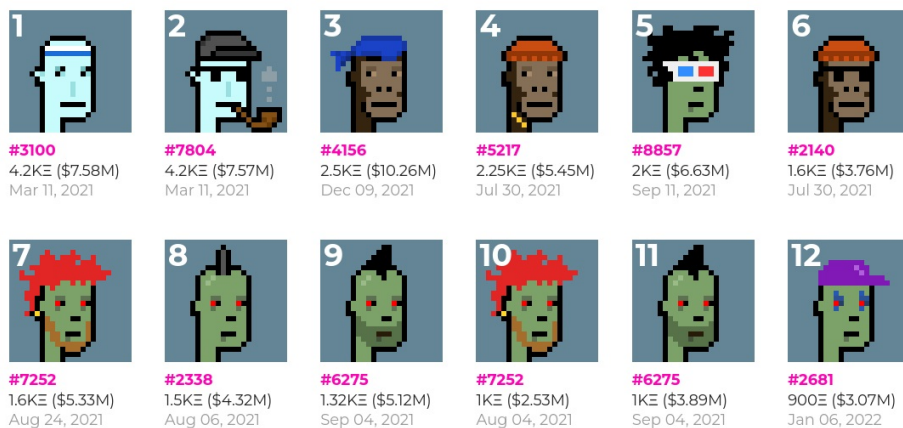 1 2 3 4 5 6
#3100 #7804 #4156 #5217 #8857 #2140
4.2KΞ ($7.58M) 4.2KΞ ($7.57M) 2.5KΞ ($10.26M) 2.25KΞ ($5.45M) 2KΞ ($6.63M) 1.6KΞ ($3.76M)
Mar 11, 2021 Mar 11, 2021 Dec 09, 2021 Jul 30, 2021 Sep 11, 2021 Jul 30, 2021
7 8 9 10 11 12
#7252 #2338 #6275 #7252 #6275 #2681
1.6KΞ ($5.33M) 1.5KΞ ($4.32M) 1.32KΞ ($5.12M) 1KΞ ($2.53M) 1KΞ ($3.89M) 900Ξ ($3.07M)
Aug 24, 2021 Aug 06, 2021 Sep 04, 2021 Aug 04, 2021 Sep 04, 2021 Jan 06, 2022